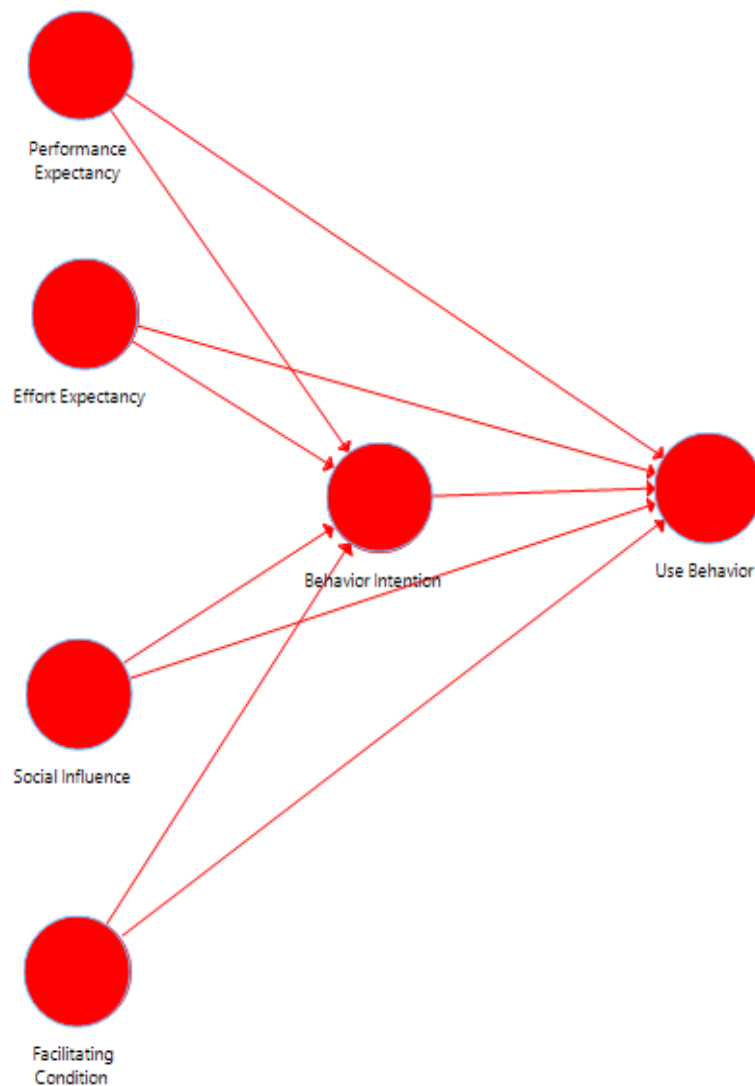 Performance
Expectancy
Effort Expectancy
Behavior Intention
Use Behavior
Social Influence
Facilitating
Condition